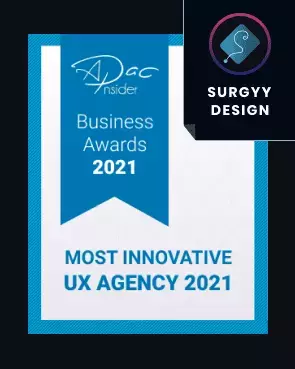 APac
Insider
Business
Awards
2021
SURGYY
DESIGN
MOST INNOVATIVE
UX AGENCY 2021